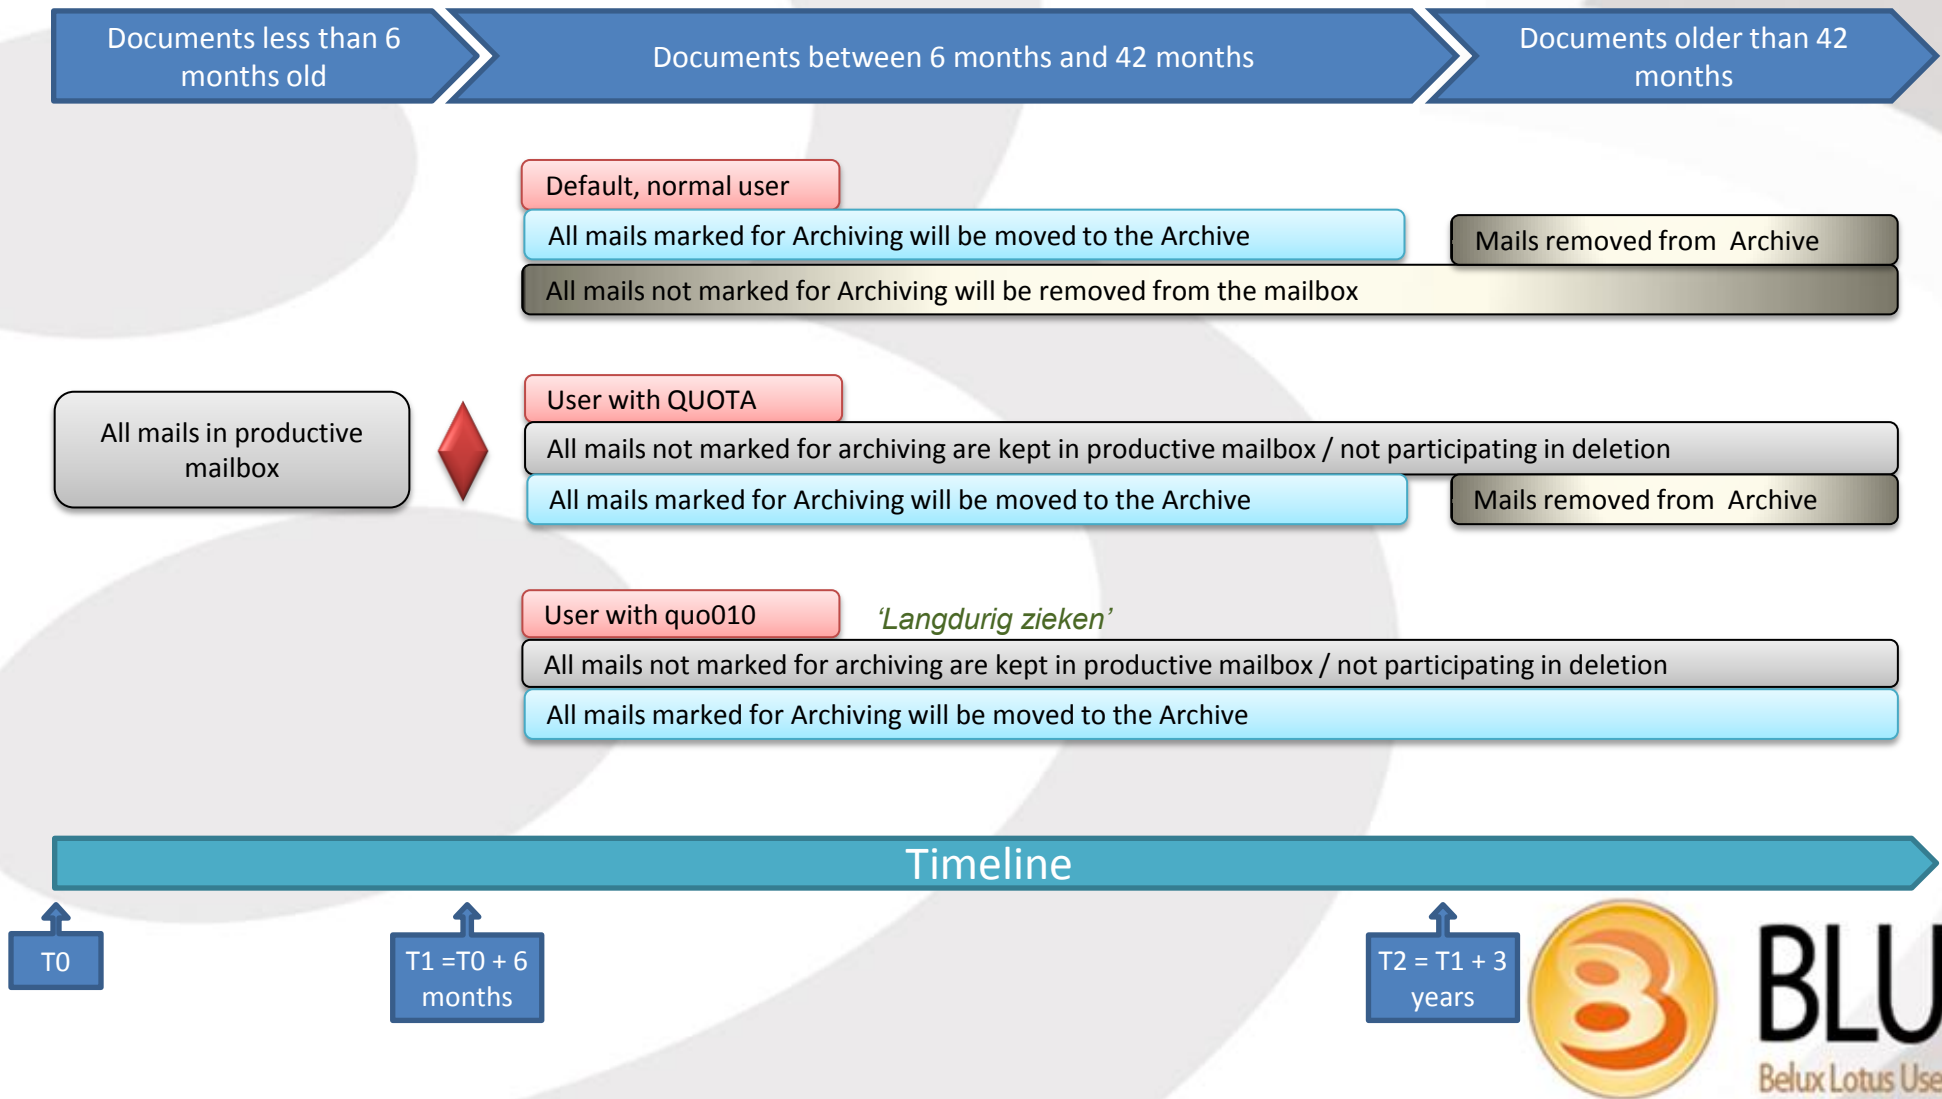 Documents less than 6
months old
Documents between 6 months and 42 months
Documents older than 42
months
Default, normal user
All mails marked for Archiving will be moved to the Archive
Mails removed from Archive
All mails not marked for Archiving will be removed from the mailbox
All mails in productive
mailbox
User with QUOTA
All mails not marked for archiving are kept in productive mailbox / not participating in deletion
All mails marked for Archiving will be moved to the Archive
Mails removed from Archive
User with quo010
‘Langdurig zieken’
All mails not marked for archiving are kept in productive mailbox / not participating in deletion
All mails marked for Archiving will be moved to the Archive
Timeline
T0
T1 =T0 + 6
months
T2 = T1 + 3
years
BLU
Belux Lotus Use